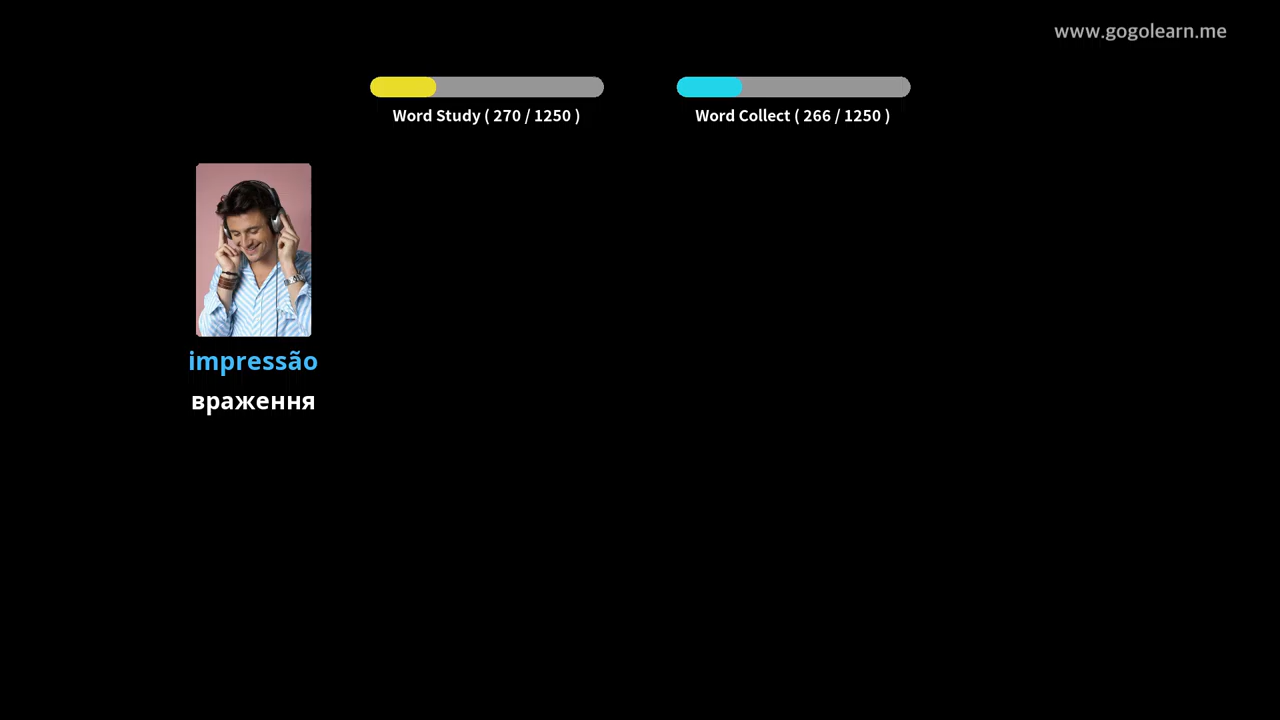 www.gogolearn.me
Word Study ( 270 / 1250 )
Word Collect ( 266 / 1250 )
impressão
враження